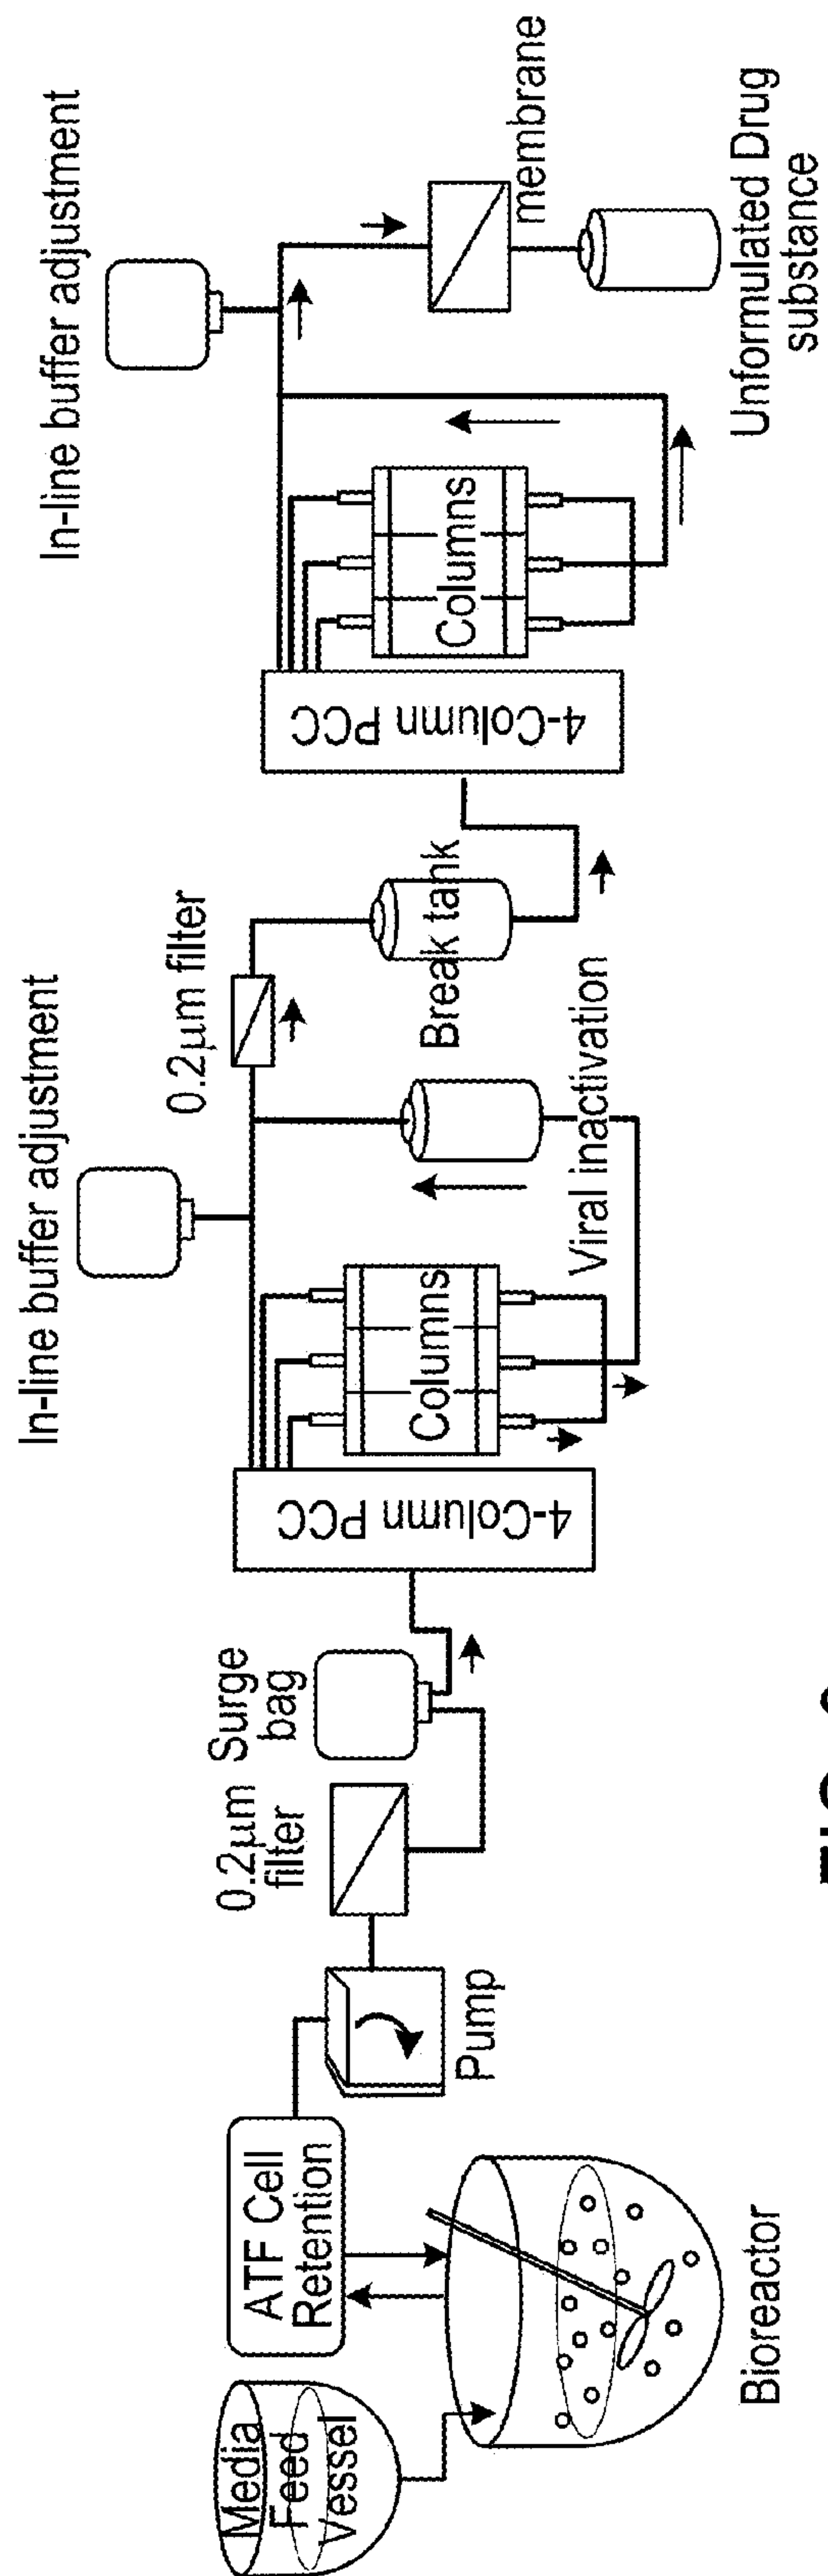 Media
Feed
Vessel
ATF Cell
Retention
Bioreactor
Pump
0.2µm
filter
Surge
bag
4-Column PCC
Columns
In-line buffer adjustment
Viral inactivation
0.2µm filter
Break tank
4-Column PCC
Columns
In-line buffer adjustment
membrane
Unformulated Drug
substance